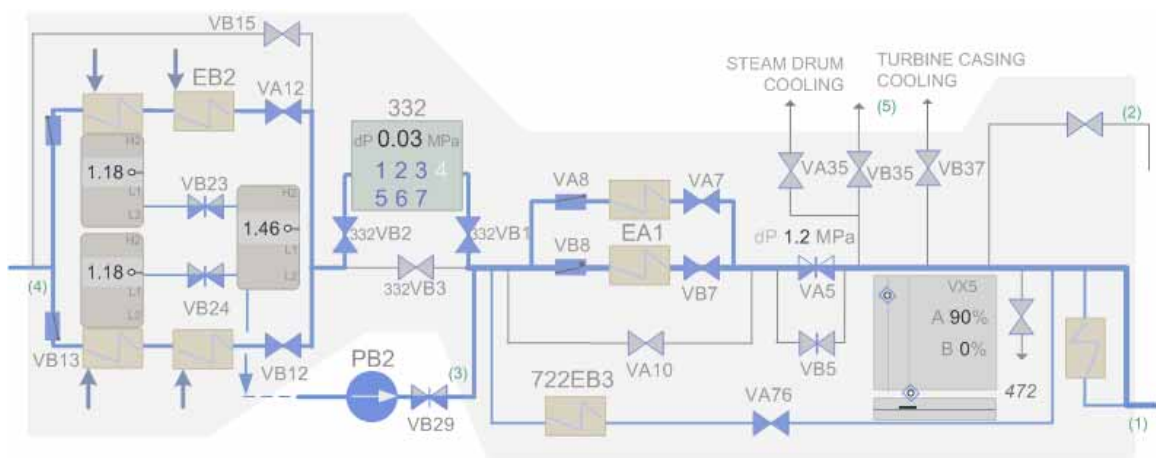 VB15
EB2
VA12
332
dP 0.03 MPa
1 2 3 4
5 6 7
H2
1.18
L1
L2
VB23
H2
1.46
L1
L2
H2
1.18
L1
L2
VB24
332VB2
332VB1
332VB3
(4)
VB13
VB12
PB2
VB29
(3)
STEAM DRUM
COOLING
TURBINE CASING
COOLING
(5)
(2)
VA35
VB35
VB37
VA8
VA7
EA1
VB8
VB7
dP 1.2 MPa
VA5
VB5
VA10
722EB3
VA76
VX5
A 90%
B 0%
472
(1)